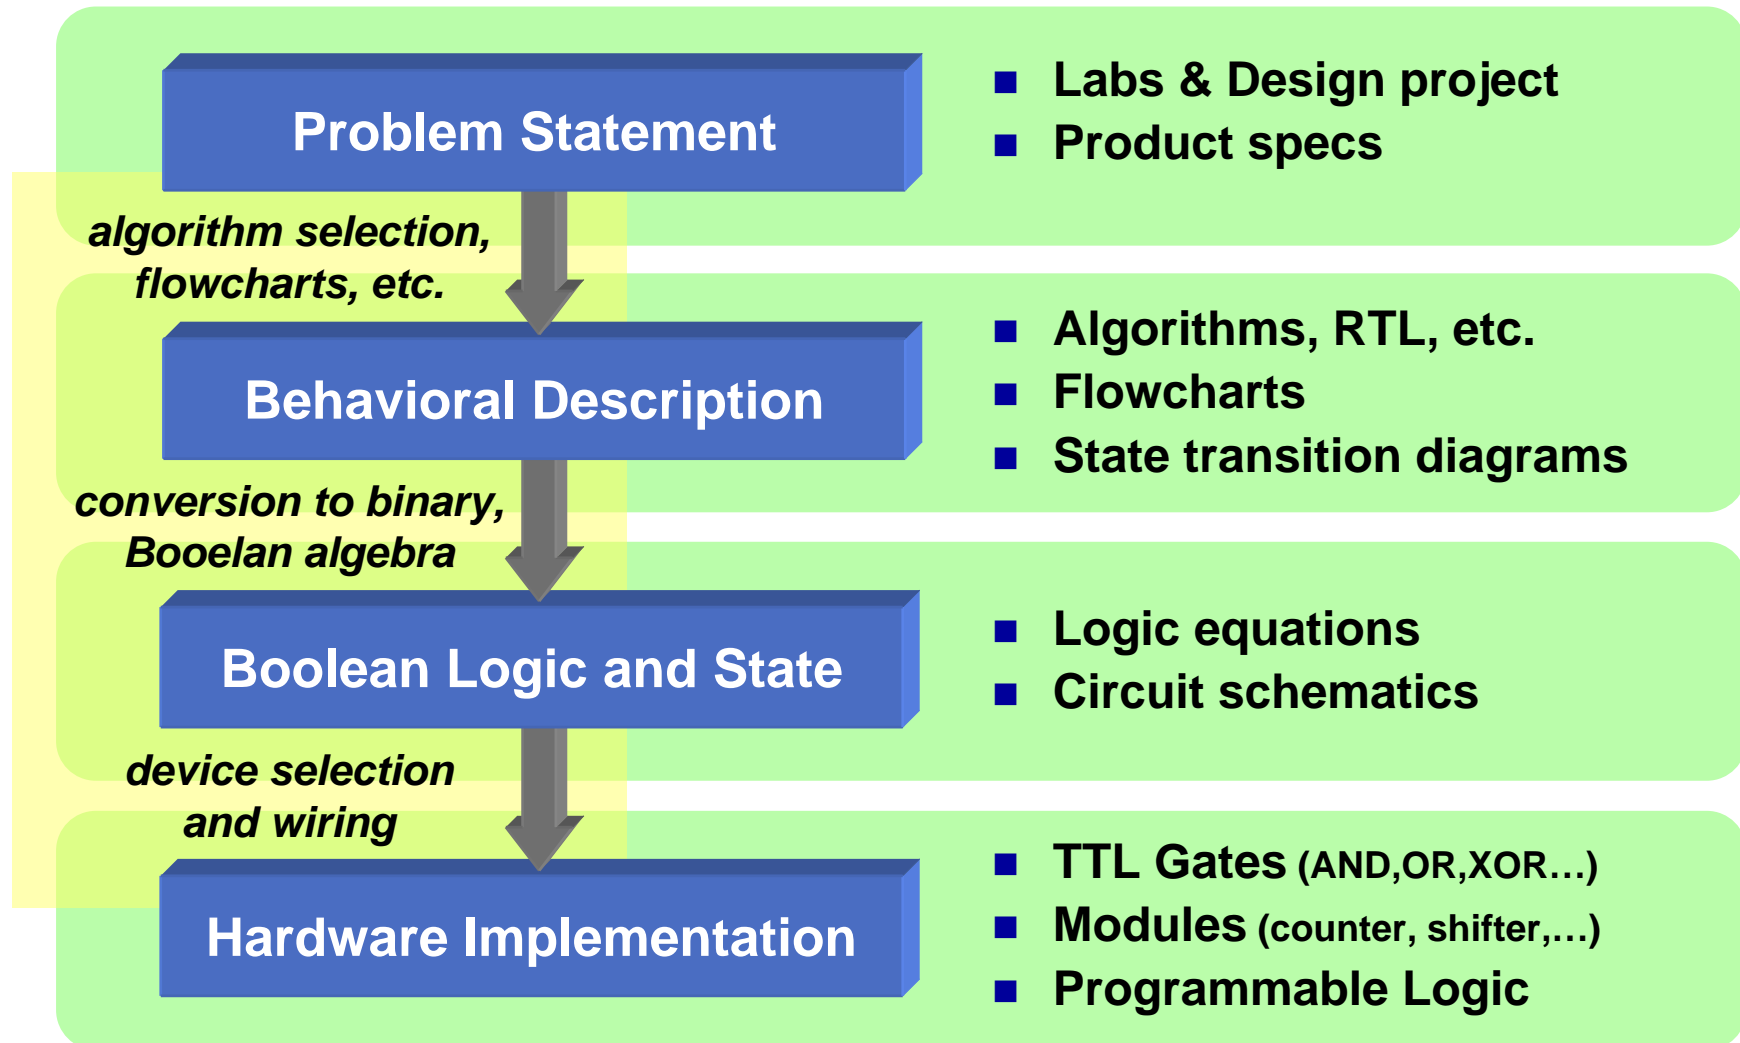 Problem Statement
Labs & Design project
Product specs
algorithm selection,
flowcharts, etc.
Behavioral Description
Algorithms, RTL, etc.
Flowcharts
State transition diagrams
conversion to binary,
Booelan algebra
Boolean Logic and State
Logic equations
Circuit schematics
device selection
and wiring
Hardware Implementation
TTL Gates (AND,OR,XOR…)
Modules (counter, shifter,…)
Programmable Logic